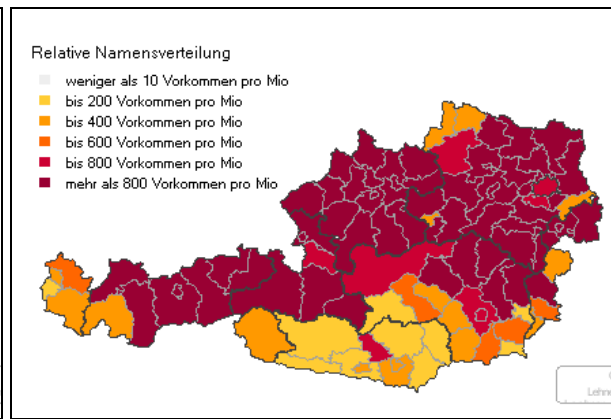 Relative Namensverteilung
weniger als 10 Vorkommen pro Mio
bis 200 Vorkommen pro Mio
bis 400 Vorkommen pro Mio
bis 600 Vorkommen pro Mio
bis 800 Vorkommen pro Mio
mehr als 800 Vorkommen pro Mio